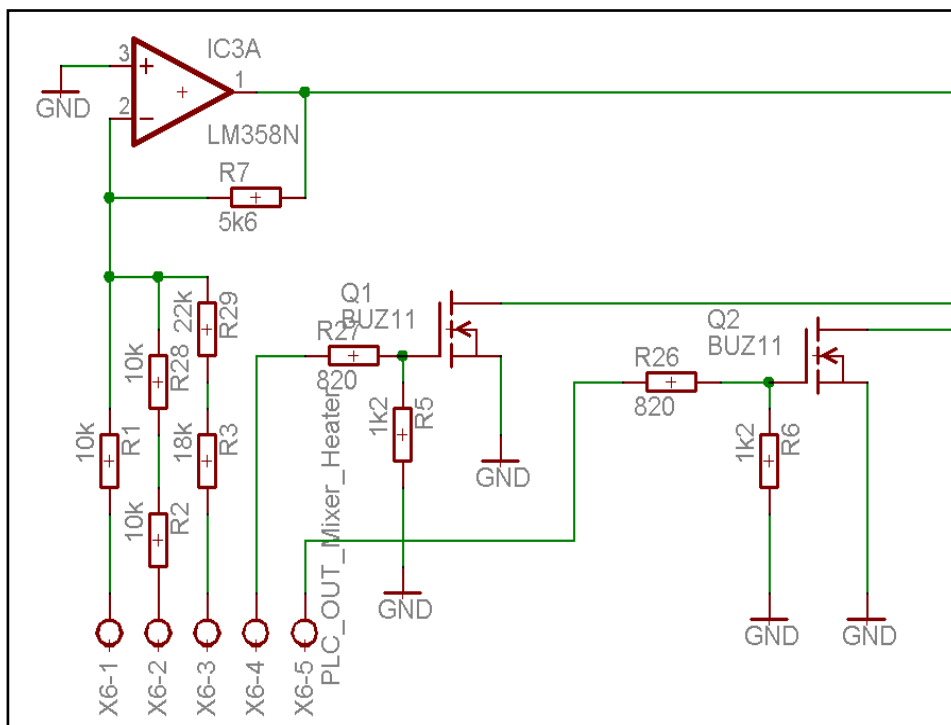 IC3A
3
1
GND
2
LM358N
R7
5k6
22k
R29
Q1
BUZ11
R27
820
Q2
BUZ11
R26
820
10k
R28
10k
R1
18k
R3
1k2
R5
1k2
R6
GND
10k
R2
GND
GND
GND
X6-1
X6-2
X6-3
X6-4
X6-5
PLC_OUT_Mixer_Heater